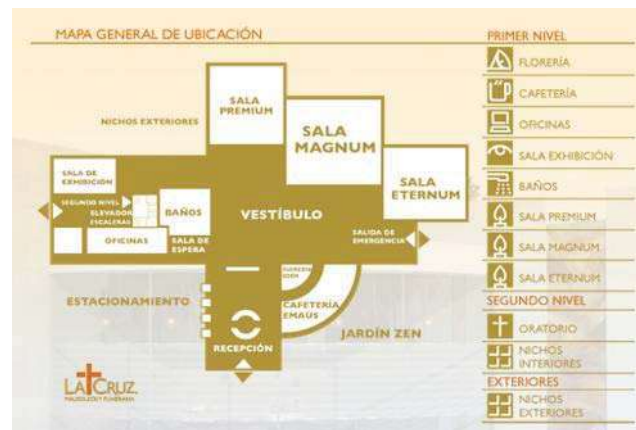 MAPA GENERAL DE UBICACIÓN
NICHOS EXTERIORES
SALA
PREMIUM
SALA
MAGNUM
SALA
ETERNUM
SALA DE
EXHIBICIÓN
SEGUNDO NIVEL
ELEVADOR
ESCALERAS
BAÑOS
VESTÍBULO
SALIDA DE
EMERGENCIA
OFICINAS
SALA DE
ESPERA
ESTACIONAMIENTO
CAFETERÍA
EMAÚS
JARDÍN ZEN
RECEPCIÓN
LA CRUZ
PRIMER NIVEL
FLORERÍA
CAFETERÍA
OFICINAS
SALA EXHIBICIÓN
BAÑOS
SALA PREMIUM
SALA MAGNUM
SALA ETERNUM
SEGUNDO NIVEL
ORATORIO
NICHOS
INTERIORES
EXTERIORES
NICHOS
EXTERIORES